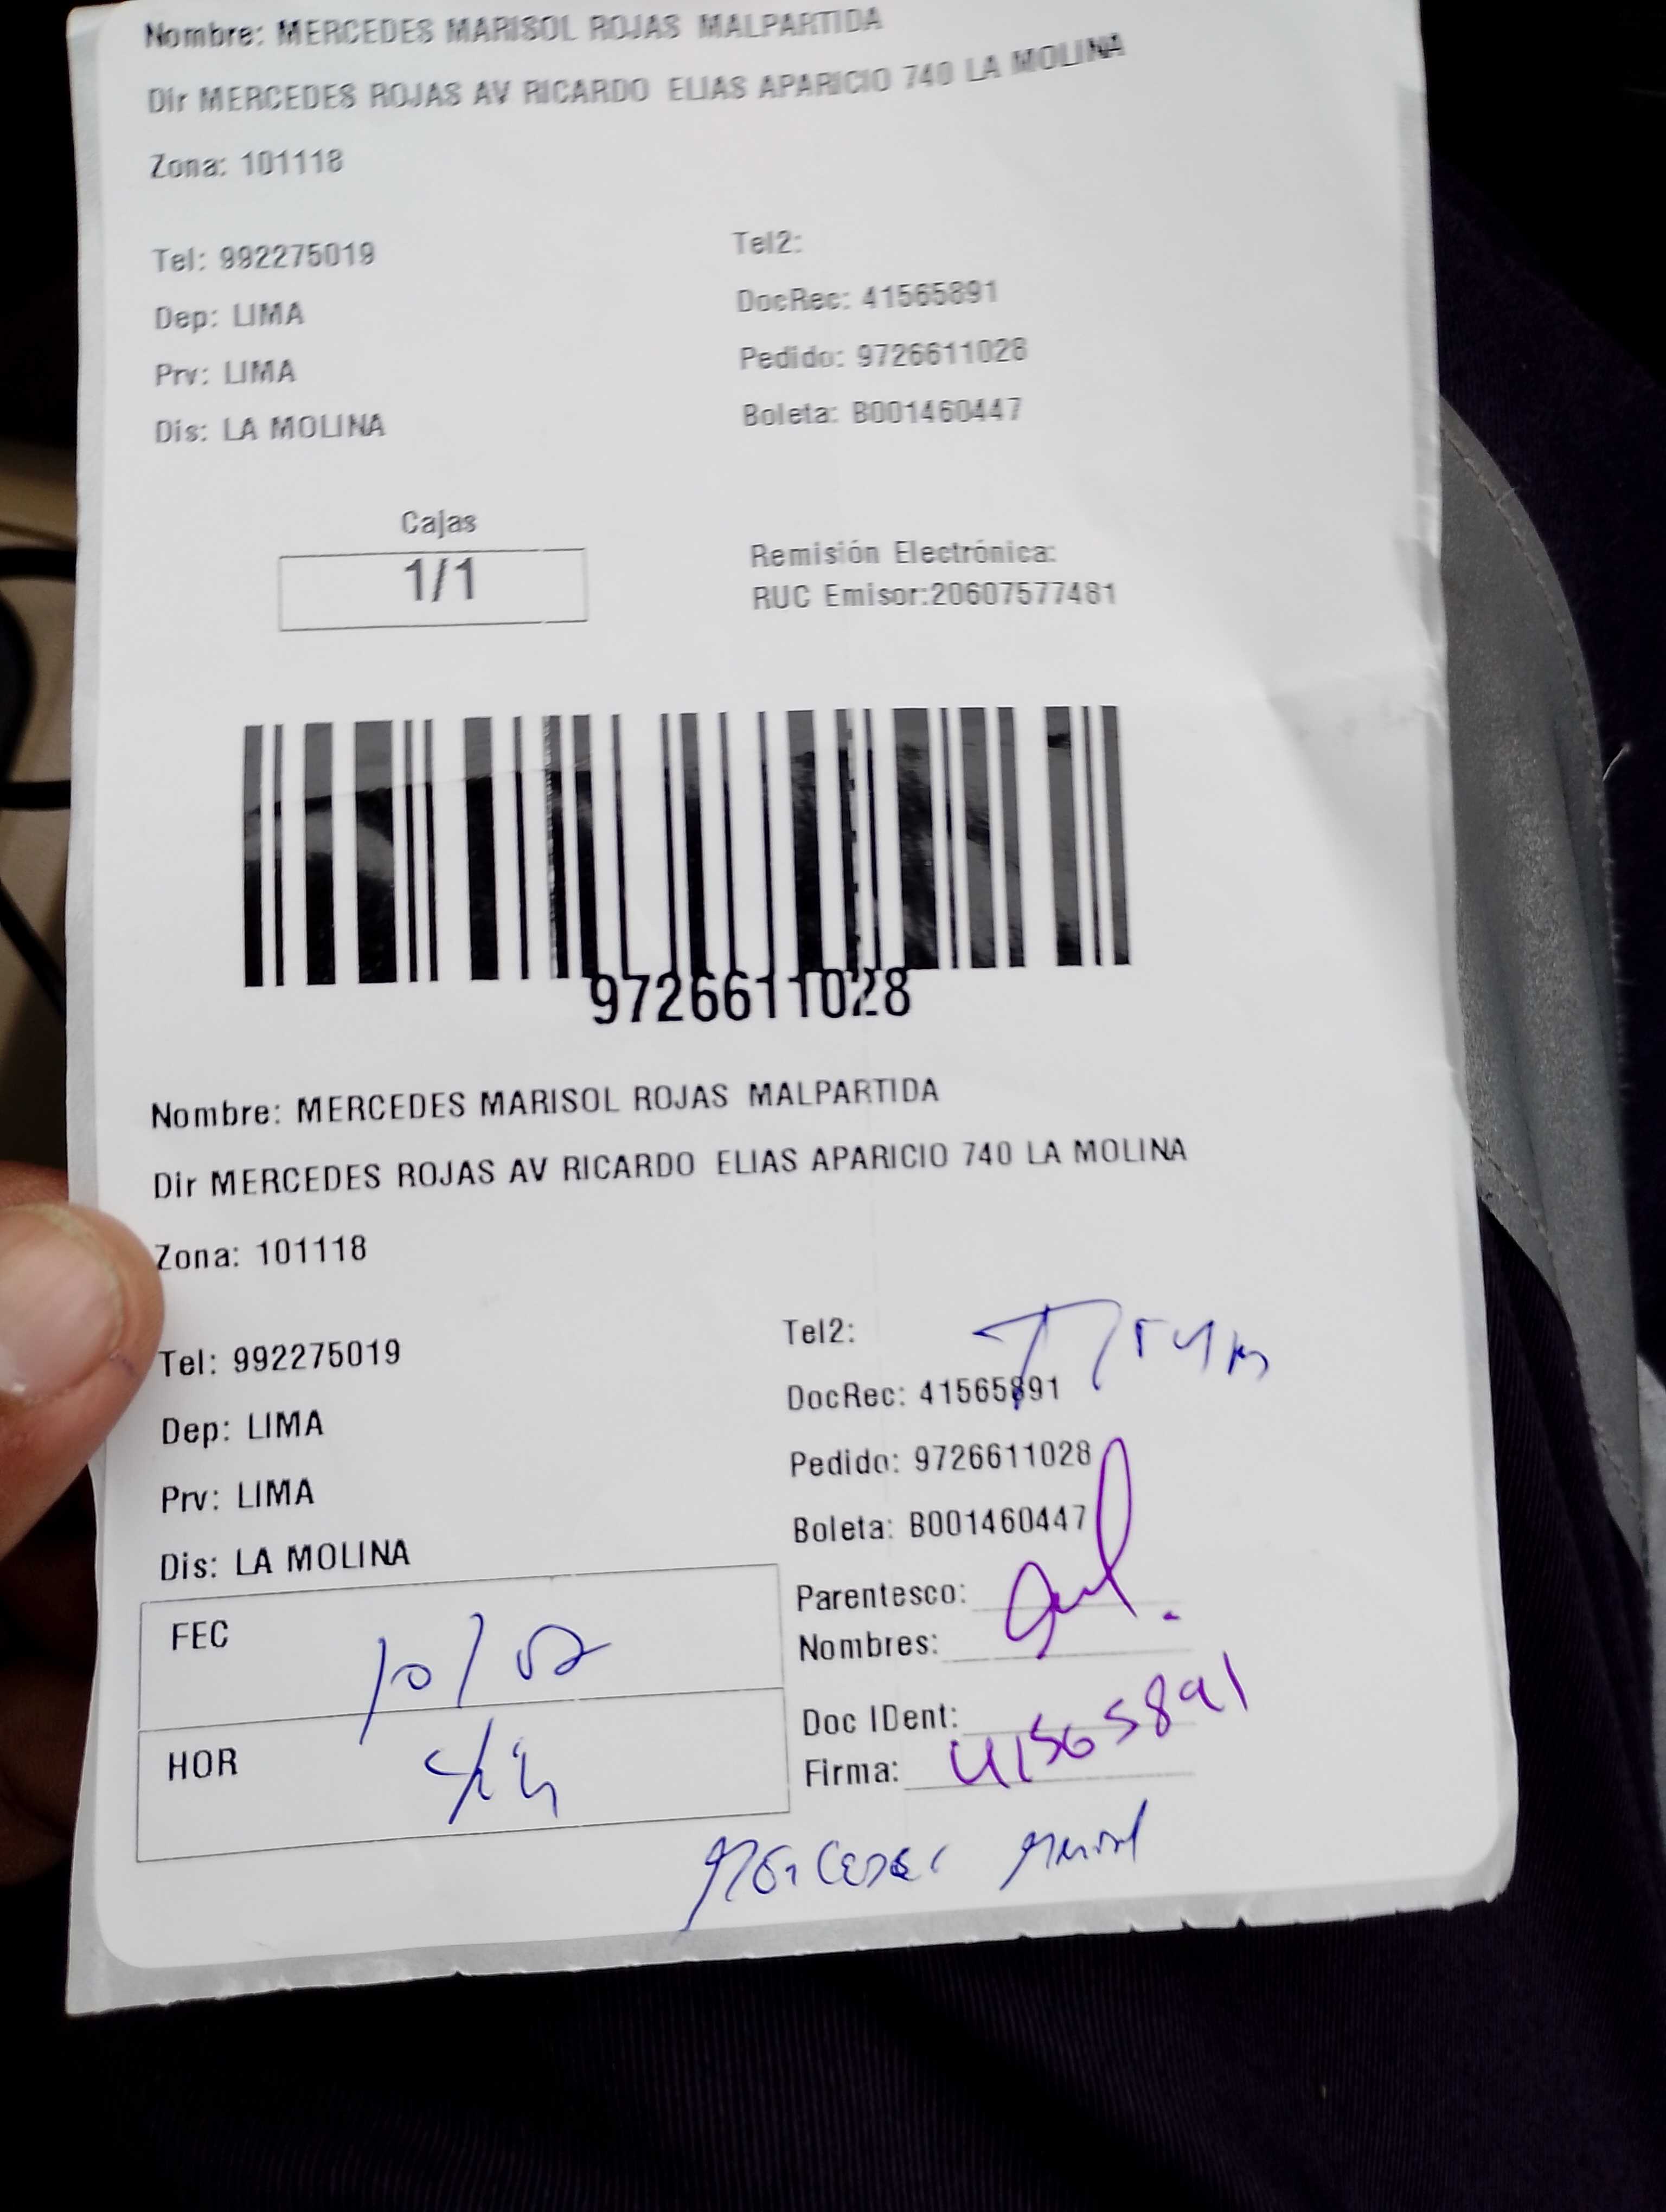 Nombre: MERCEDES MARISOL ROJAS MALPARTIDA
Dir MERCEDES ROJAS AV RICARDO ELIAS APARICIO 740 LA MOLINA
Zona: 101118
Tel: 992275019
Tel2:
Dep: LIMA
DocRec: 41565891
Prv: LIMA
Pedido: 9726611028
Dis: LA MOLINA
Boleta: B001460447
Cajas
1/1
Remisión Electrónica:
RUC Emisor:20607577481
9726611028
Nombre: MERCEDES MARISOL ROJAS MALPARTIDA
Dir MERCEDES ROJAS AV RICARDO ELIAS APARICIO 740 LA MOLINA
Zona: 101118
Tel: 992275019
Tel2:
Dep: LIMA
DocRec: 41565891
Prv: LIMA
Pedido: 9726611028
Dis: LA MOLINA
Boleta: B001460447
FEC 10/02
HOR
Parentesco:
Nombres:
Doc IDent:
Firma: 41565891